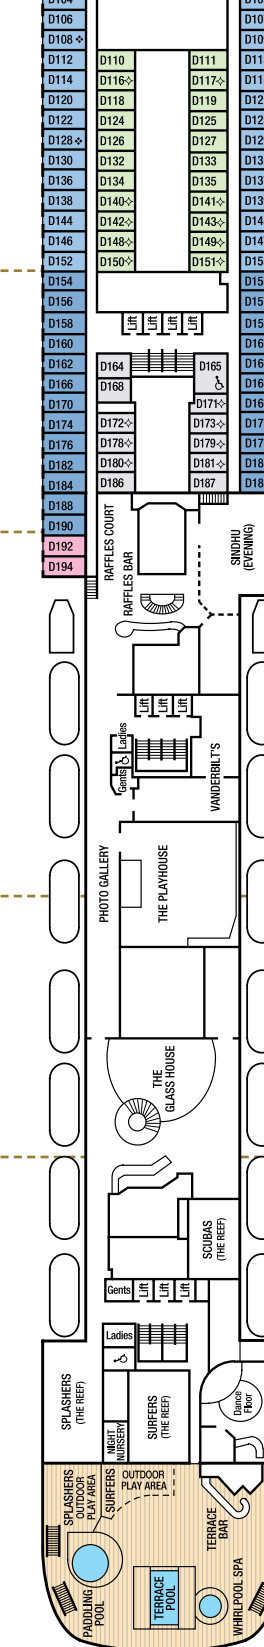 D104
D106
D108
D112
D114
D120
D122
D128
D130
D136
D138
D144
D146
D152
D154
D156
D158
D160
D162
D166
D170
D174
D176
D182
D184
D188
D190
D192
D194
D110
D116
D118
D124
D126
D132
D134
D140
D142
D148
D150
D111
D117
D119
D125
D127
D133
D135
D141
D143
D149
D151
Lift
Lift
Lift
Lift
D164
D168
D172
D178
D180
D186
D165
D171
D173
D179
D181
D187
RAFFLES COURT
RAFFLES BAR
SINDHU
(EVENING)
Lift
Lift
Lift
Ladies
Gents
VANDERBILT'S
PHOTO GALLERY
THE PLAYHOUSE
THE
GLASS HOUSE
SCUBAS
(THE REEF)
Gents
Lift
Lift
Lift
Ladies
SPLASHERS
(THE REEF)
NIGHT
NURSERY
SURFERS
(THE REEF)
Dance
Floor
SPLASHERS
OUTDOOR
PLAY AREA
SURFERS
OUTDOOR
PLAY AREA
TERRACE
BAR
PADDLING
POOL
TERRACE
POOL
WHIRLPOOL SPA